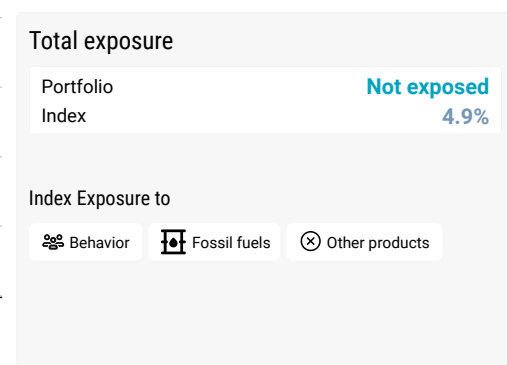 Total exposure
Portfolio Not exposed
Index 4.9%
Index Exposure to
Behavior Fossil fuels Other products